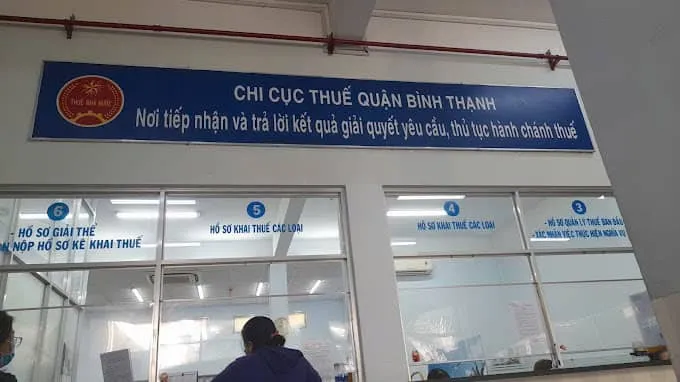 CHI CỤC THUẾ QUẬN BÌNH THẠNH
THUẾ NHÀ NƯỚC
Nơi tiếp nhận và trả lời kết quả giải quyết yêu cầu, thủ tục hành chánh thuế
6
- HỒ SƠ GIẢI THỂ
NỘP HỒ SƠ KÊ KHAI THUẾ
5
HỒ SƠ KHAI THUẾ CÁC LOẠI
4
HỒ SƠ KHAI THUẾ CÁC LOẠI
3
- HỒ SƠ QUẢN LÝ THUẾ BAN ĐẦU
- XÁC NHẬN VIỆC THỰC HIỆN NGHĨA VỤ